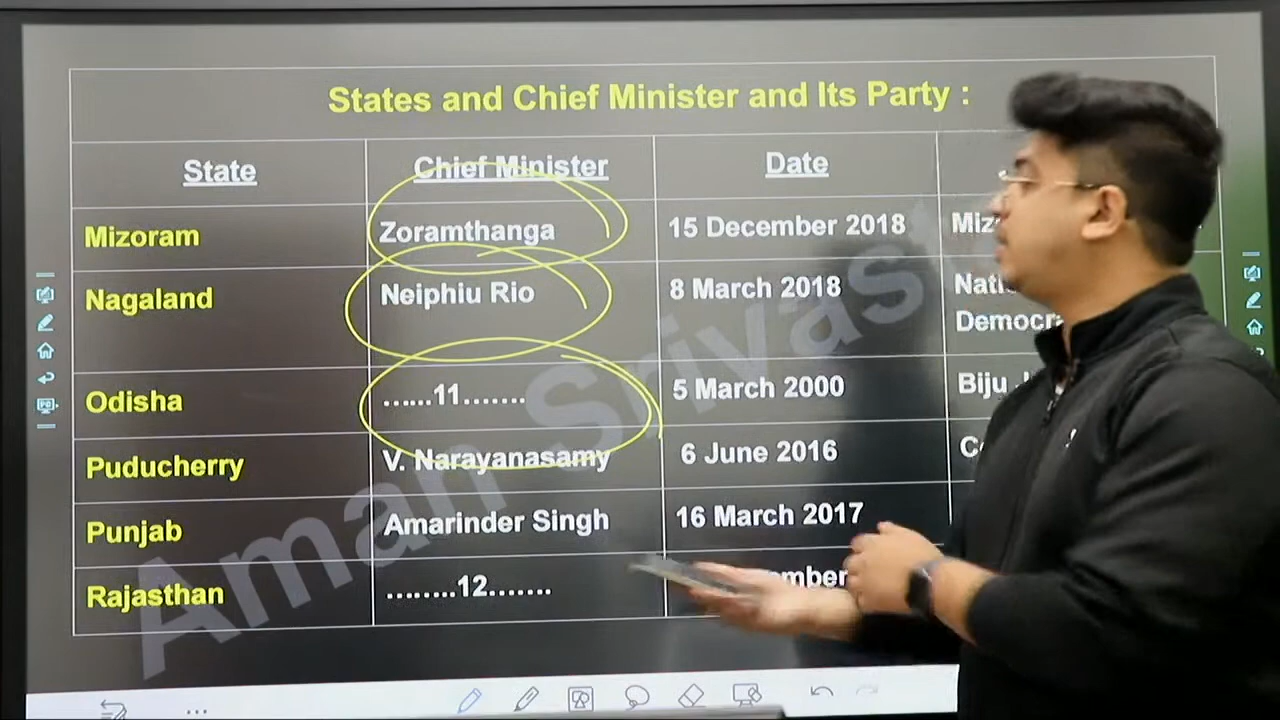 States and Chief Minister and Its Party :
State Chief Minister Date
Mizoram Zoramthanga 15 December 2018
Nagaland Neiphiu Rio 8 March 2018
Odisha ......11....... 5 March 2000 Biju
Puducherry V. Narayanasamy 6 June 2016
Punjab Amarinder Singh 16 March 2017
Rajasthan ........12.......
Aman